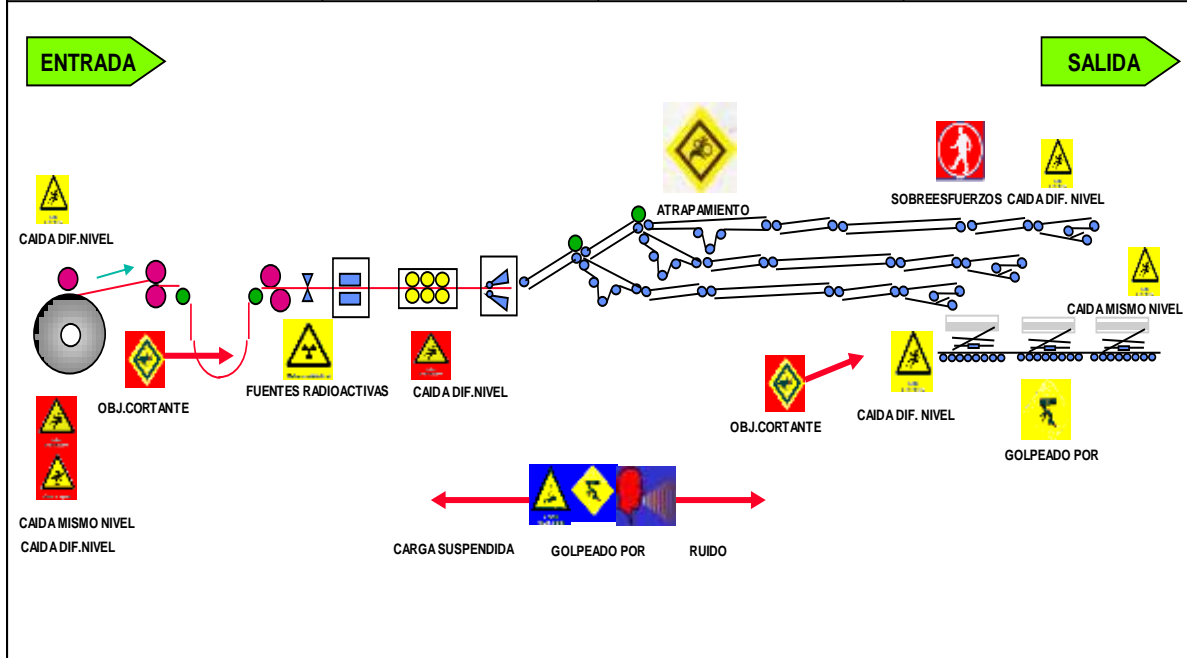 ENTRADA
SALIDA
ATRAPAMIENTO
SOBREESFUERZOS
CAIDA DIF. NIVEL
CAIDA DIF.NIVEL
CAIDA MISMO NIVEL
OBJ.CORTANTE
FUENTES RADIOACTIVAS
CAIDA DIF.NIVEL
OBJ.CORTANTE
CAIDA DIF. NIVEL
GOLPEADO POR
CAIDA MISMO NIVEL
CAIDA DIF.NIVEL
CARGA SUSPENDIDA
GOLPEADO POR
RUIDO